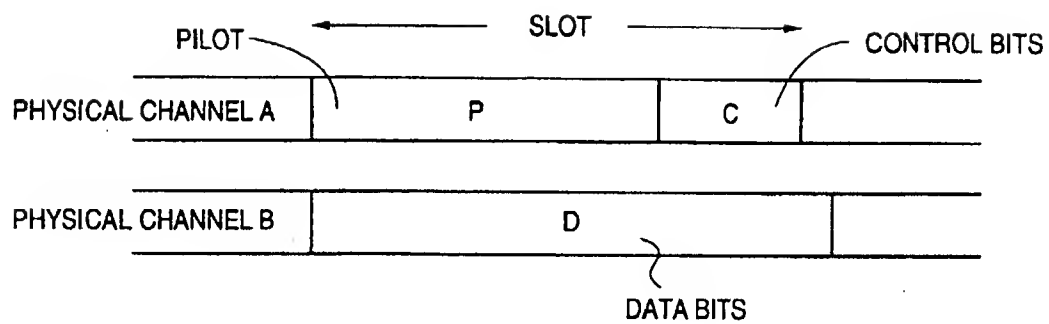 SLOT
PILOT
CONTROL BITS
PHYSICAL CHANNEL A
P
C
PHYSICAL CHANNEL B
D
DATA BITS